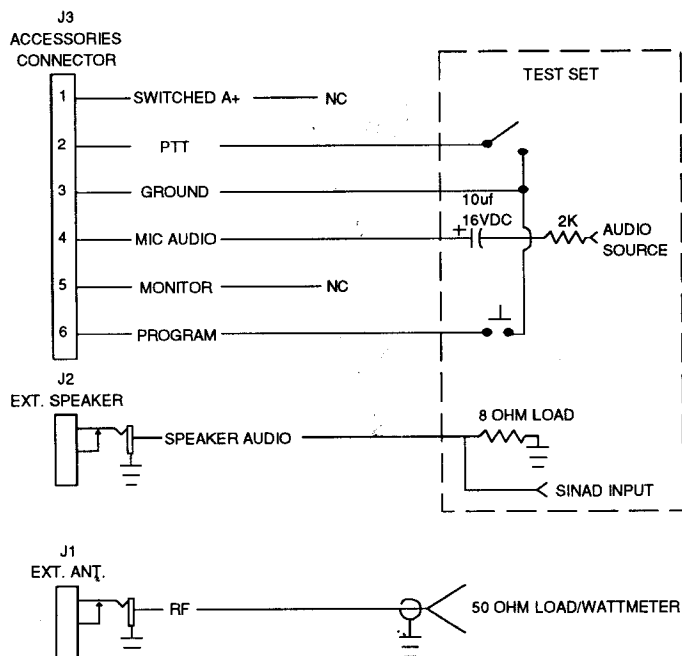 J3
ACCESSORIES
CONNECTOR
TEST SET
1 SWITCHED A+ NC
2 PTT
3 GROUND
10uf
16VDC
+
4 MIC AUDIO
2K
AUDIO
SOURCE
5 MONITOR NC
6 PROGRAM
J2
EXT. SPEAKER
8 OHM LOAD
SPEAKER AUDIO
SINAD INPUT
J1
EXT. ANT.
RF
50 OHM LOAD/WATTMETER